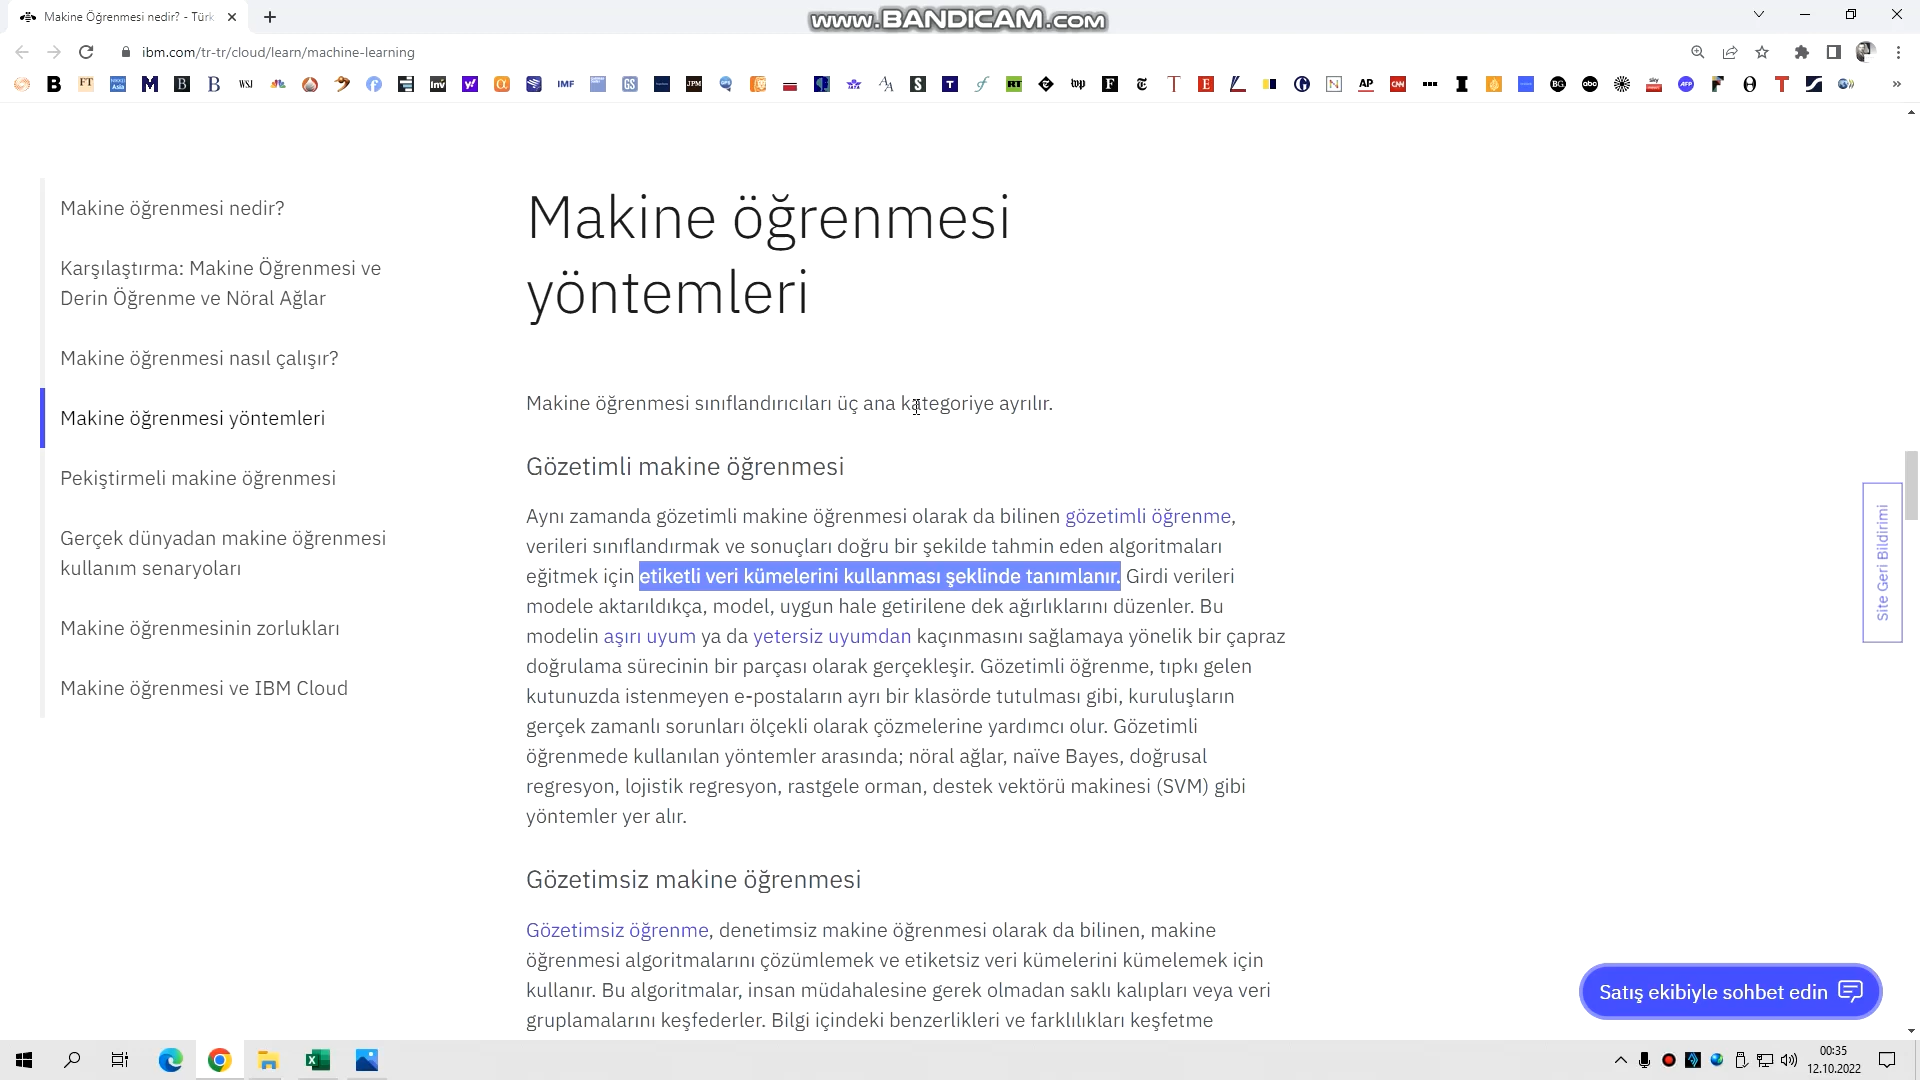 Makine Öğrenmesi nedir? - Türk
www.BANDICAM.com
ibm.com/tr-tr/cloud/learn/machine-learning
Makine öğrenmesi nedir?
Karşılaştırma: Makine Öğrenmesi ve
Derin Öğrenme ve Nöral Ağlar
Makine öğrenmesi nasıl çalışır?
Makine öğrenmesi yöntemleri
Pekiştirmeli makine öğrenmesi
Gerçek dünyadan makine öğrenmesi
kullanım senaryoları
Makine öğrenmesinin zorlukları
Makine öğrenmesi ve IBM Cloud
Makine öğrenmesi
yöntemleri
Makine öğrenmesi sınıflandırıcıları üç ana kategoriye ayrılır.
Gözetimli makine öğrenmesi
Aynı zamanda gözetimli makine öğrenmesi olarak da bilinen gözetimli öğrenme,
verileri sınıflandırmak ve sonuçları doğru bir şekilde tahmin eden algoritmaları
eğitmek için etiketli veri kümelerini kullanması şeklinde tanımlanır. Girdi verileri
modele aktarıldıkça, model, uygun hale getirilene dek ağırlıklarını düzenler. Bu
modelin aşırı uyum ya da yetersiz uyumdan kaçınmasını sağlamaya yönelik bir çapraz
doğrulama sürecinin bir parçası olarak gerçekleşir. Gözetimli öğrenme, tıpkı gelen
kutunuzda istenmeyen e-postaların ayrı bir klasörde tutulması gibi, kuruluşların
gerçek zamanlı sorunları ölçekli olarak çözmelerine yardımcı olur. Gözetimli
öğrenmede kullanılan yöntemler arasında; nöral ağlar, naïve Bayes, doğrusal
regresyon, lojistik regresyon, rastgele orman, destek vektörü makinesi (SVM) gibi
yöntemler yer alır.
Gözetimsiz makine öğrenmesi
Gözetimsiz öğrenme, denetimsiz makine öğrenmesi olarak da bilinen, makine
öğrenmesi algoritmalarını çözümlemek ve etiketsiz veri kümelerini kümelemek için
kullanır. Bu algoritmalar, insan müdahalesine gerek olmadan saklı kalıpları veya veri
gruplamalarını keşfederler. Bilgi içindeki benzerlikleri ve farklılıkları keşfetme
Site Geri Bildirimi
Satış ekibiyle sohbet edin
00:35
12.10.2022